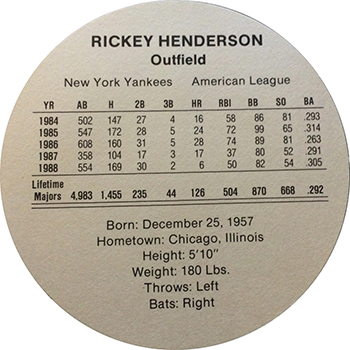 RICKEY HENDERSON
Outfield
New York Yankees American League
YR AB H 2B 3B HR RBI BB SO BA
1984 502 147 27 4 16 58 86 81 .293
1985 547 172 28 5 24 72 99 65 .314
1986 608 160 31 5 28 74 89 81 .263
1987 358 104 17 3 17 37 80 52 .291
1988 554 169 30 2 6 50 82 54 .305
Lifetime
Majors 4,983 1,455 235 44 126 504 870 668 .292
Born: December 25, 1957
Hometown: Chicago, Illinois
Height: 5'10"
Weight: 180 Lbs.
Throws: Left
Bats: Right